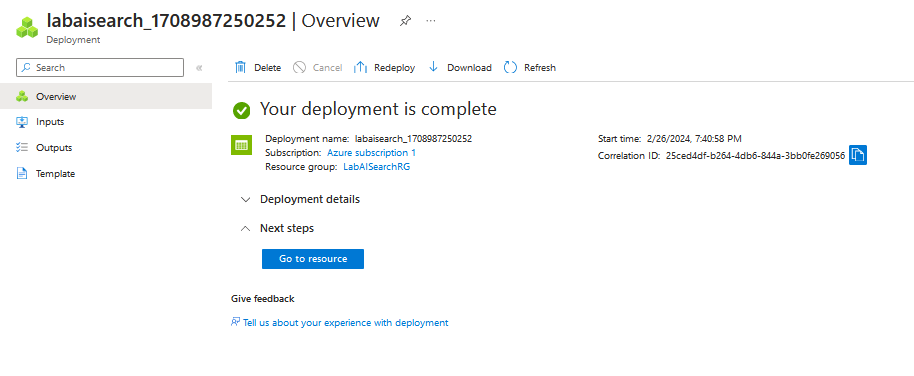 labaisearch_1708987250252 | Overview
Deployment
Search
Overview
Inputs
Outputs
Template
Delete Cancel Redeploy Download Refresh
Your deployment is complete
Deployment name: labaisearch_1708987250252
Subscription: Azure subscription 1
Resource group: LabAISearchRG
Start time: 2/26/2024, 7:40:58 PM
Correlation ID: 25ced4df-b264-4db6-844a-3bb0fe269056
Deployment details
Next steps
Go to resource
Give feedback
Tell us about your experience with deployment